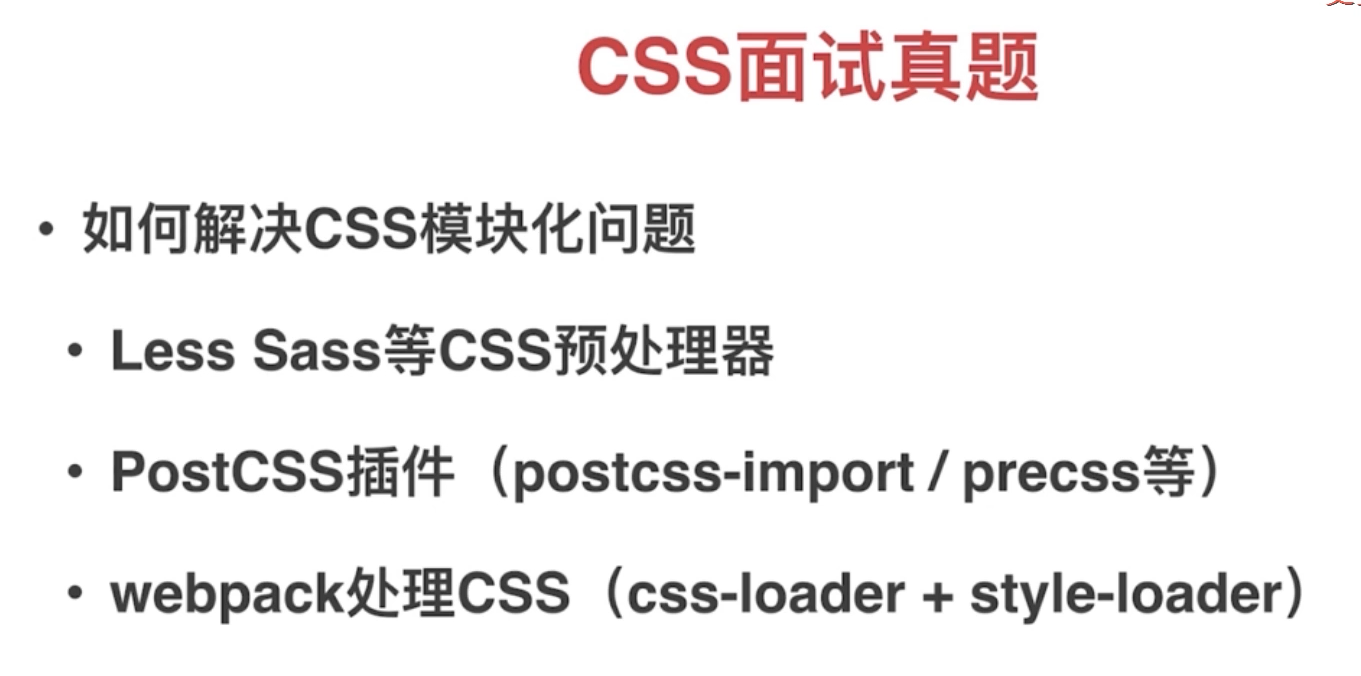 CSS面试真题
• 如何解决CSS模块化问题
• Less Sass等CSS预处理器
• PostCSS插件（postcss-import / precss等）
• webpack处理CSS（css-loader + style-loader）